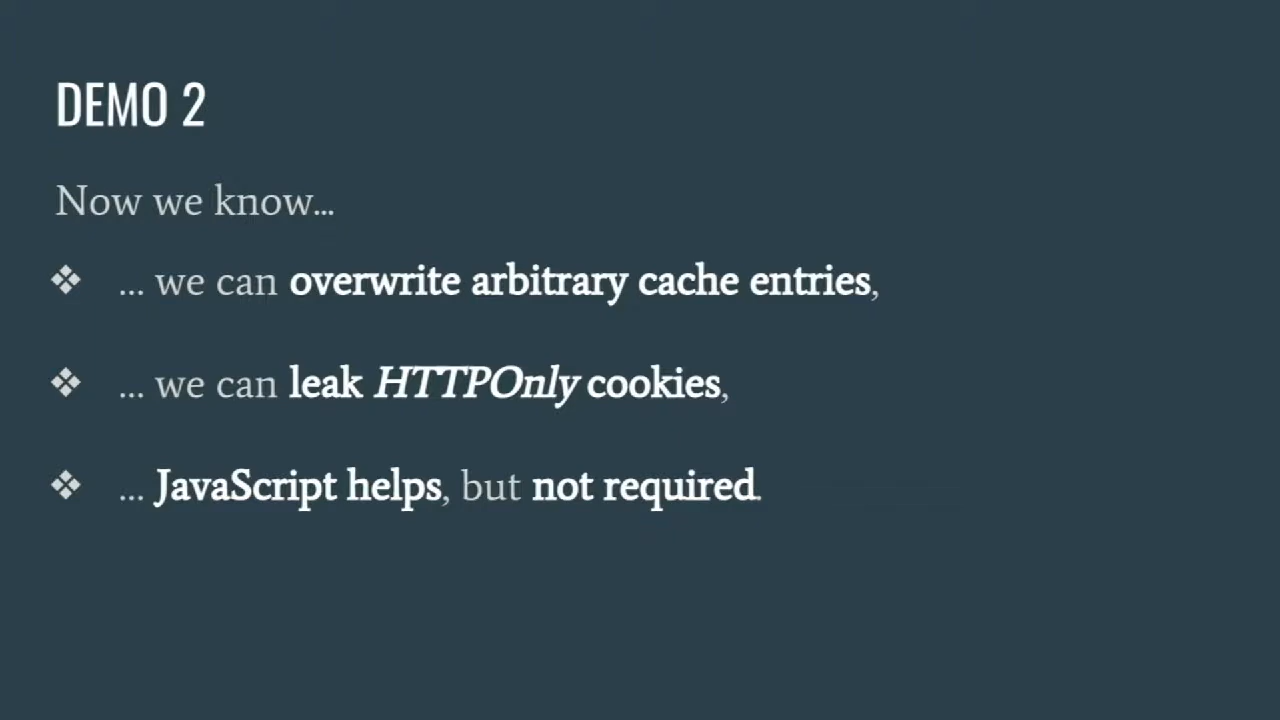 DEMO 2
Now we know...
❖ ... we can overwrite arbitrary cache entries,
❖ ... we can leak HTTPOnly cookies,
❖ ... JavaScript helps, but not required.